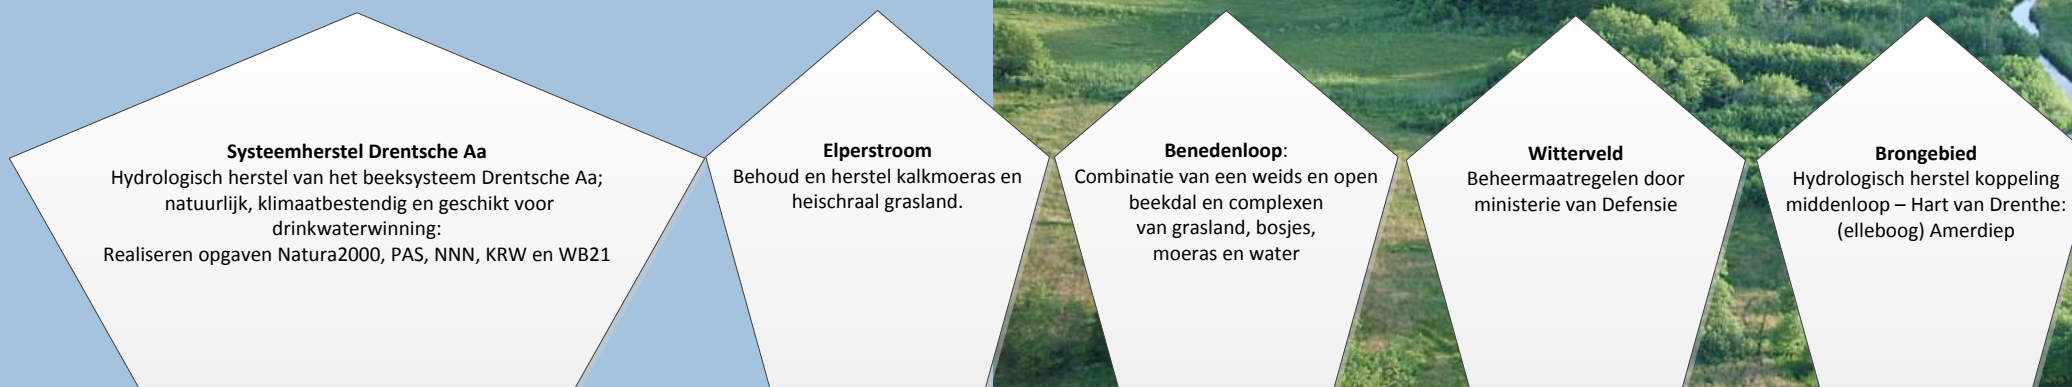 Systeemherstel Drentsche Aa
Hydrologisch herstel van het beeksysteem Drentsche Aa;
natuurlijk, klimaatbestendig en geschikt voor
drinkwaterwinning:
Realiseren opgaven Natura2000, PAS, NNN, KRW en WB21
Elperstroom
Behoud en herstel kalkmoeras en
heischraal grasland.
Benedenloop:
Combinatie van een weids en open
beekdal en complexen
van grasland, bosjes,
moeras en water
Witterveld
Beheermaatregelen door
ministerie van Defensie
Brongebied
Hydrologisch herstel koppeling
middenloop – Hart van Drenthe:
(elleboog) Amerdiep